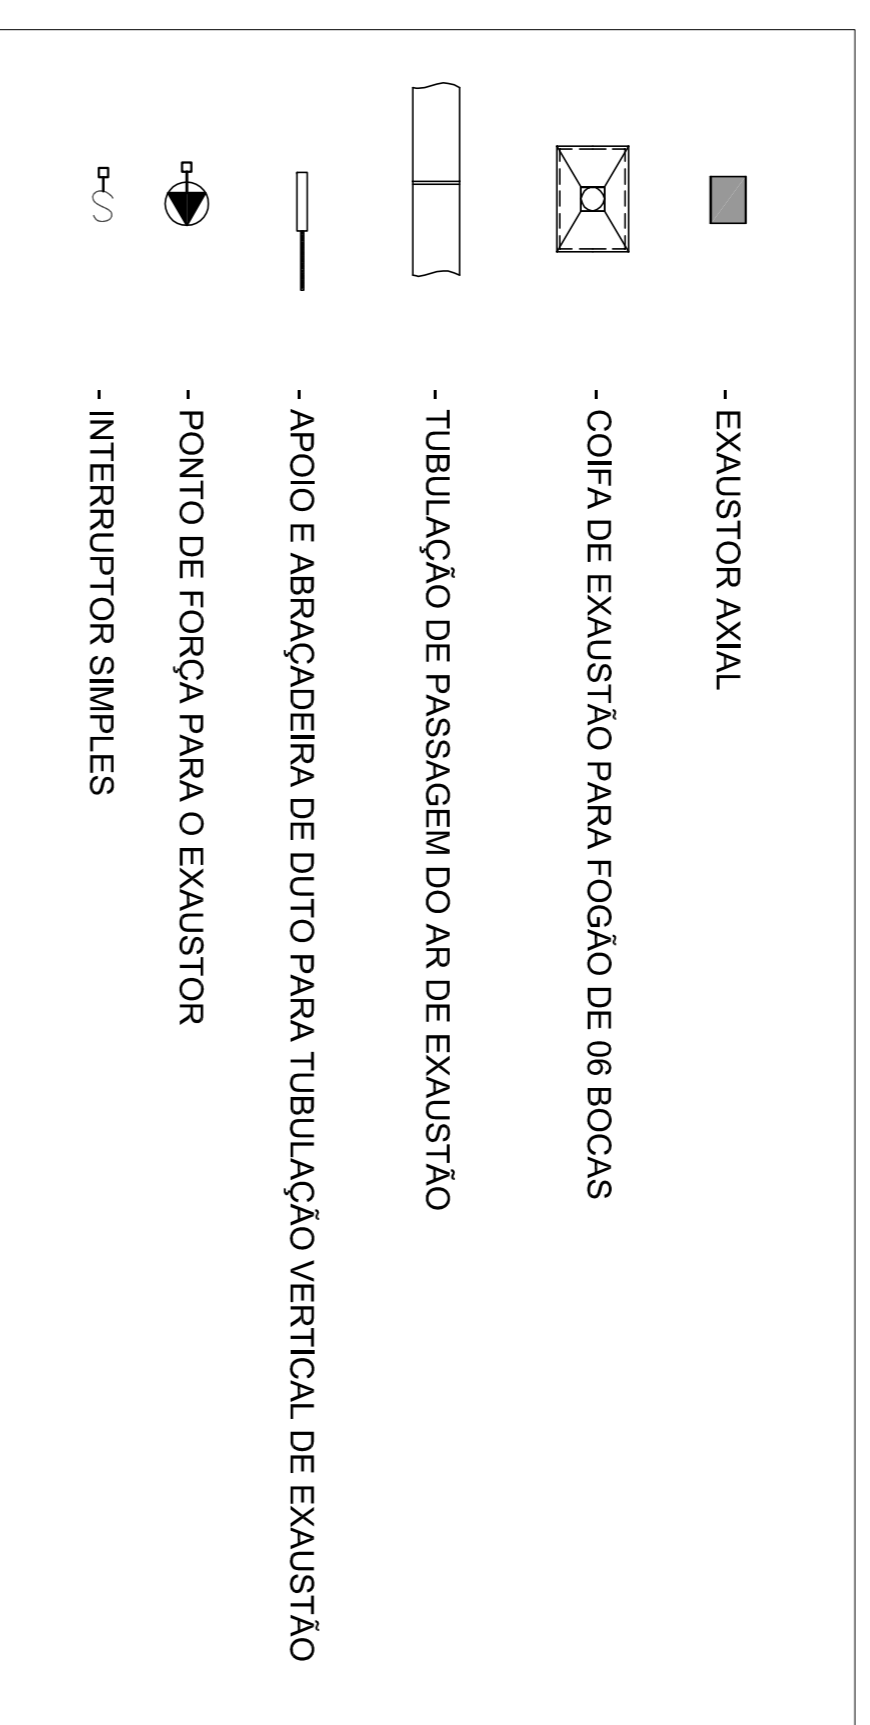 - EXAUSTOR AXIAL
- COIFA DE EXAUSTÃO PARA FOGÃO DE 06 BOCAS
- TUBULAÇÃO DE PASSAGEM DO AR DE EXAUSTÃO
- APOIO E ABRAÇADEIRA DE DUTO PARA TUBULAÇÃO VERTICAL DE EXAUSTÃO
- PONTO DE FORÇA PARA O EXAUSTOR
S - INTERRUPTOR SIMPLES